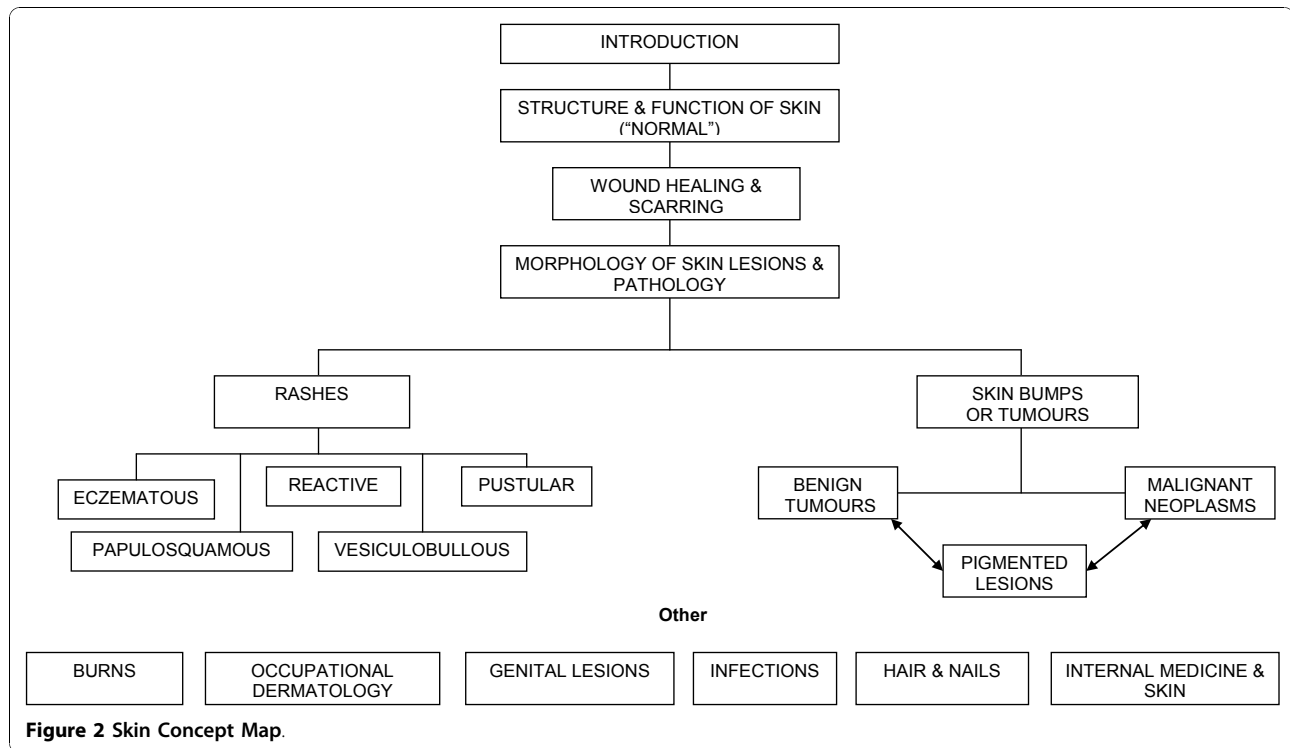 INTRODUCTION
STRUCTURE & FUNCTION OF SKIN
("NORMAL")
WOUND HEALING &
SCARRING
MORPHOLOGY OF SKIN LESIONS &
PATHOLOGY
RASHES
ECZEMATOUS
PAPULOSQUAMOUS
REACTIVE
VESICULOBULLOUS
PUSTULAR
SKIN BUMPS
OR TUMOURS
BENIGN
TUMOURS
MALIGNANT
NEOPLASMS
PIGMENTED
LESIONS
Other
BURNS
OCCUPATIONAL
DERMATOLOGY
GENITAL LESIONS
INFECTIONS
HAIR & NAILS
INTERNAL MEDICINE &
SKIN
Figure 2 Skin Concept Map.